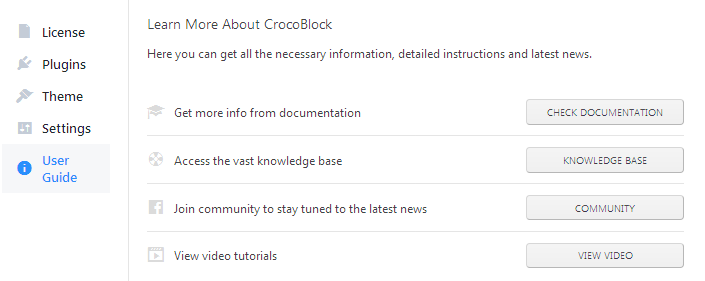 License
Plugins
Theme
Settings
User
Guide
Learn More About CrocoBlock
Here you can get all the necessary information, detailed instructions and latest news.
Get more info from documentation
CHECK DOCUMENTATION
Access the vast knowledge base
KNOWLEDGE BASE
Join community to stay tuned to the latest news
COMMUNITY
View video tutorials
VIEW VIDEO